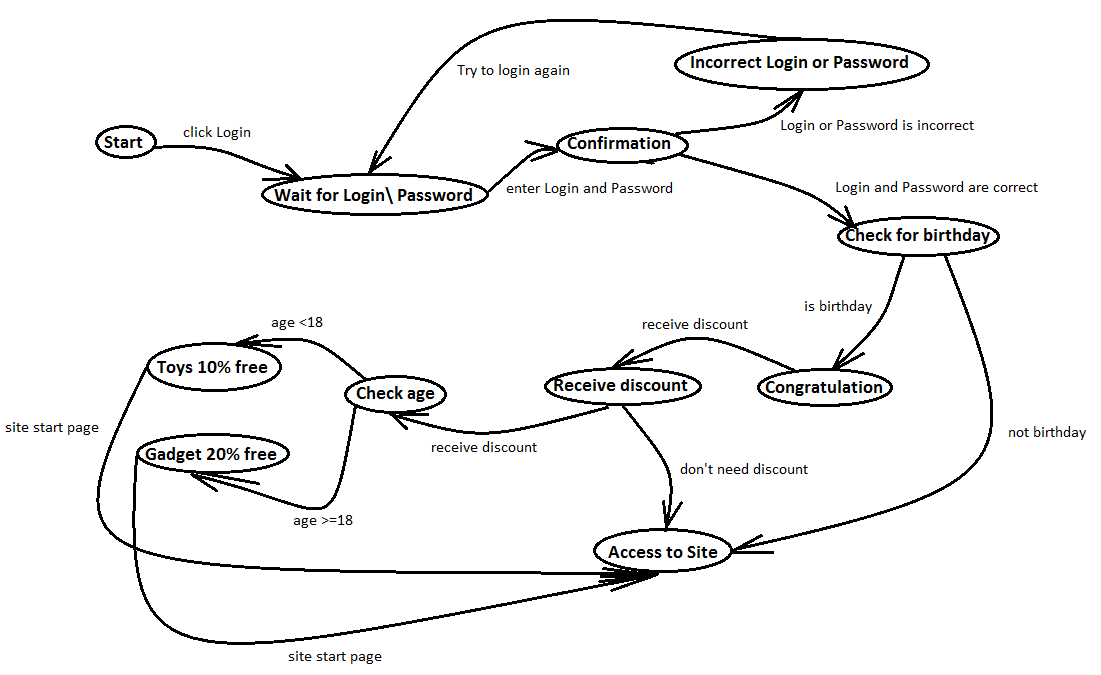 Incorrect Login or Password
Try to login again
click Login
Login or Password is incorrect
Start
Confirmation
enter Login and Password
Login and Password are correct
Wait for Login\ Password
Check for birthday
is birthday
age <18
receive discount
Toys 10% free
Check age
Receive discount
Congratulation
site start page
receive discount
not birthday
Gadget 20% free
don't need discount
age >=18
Access to Site
site start page